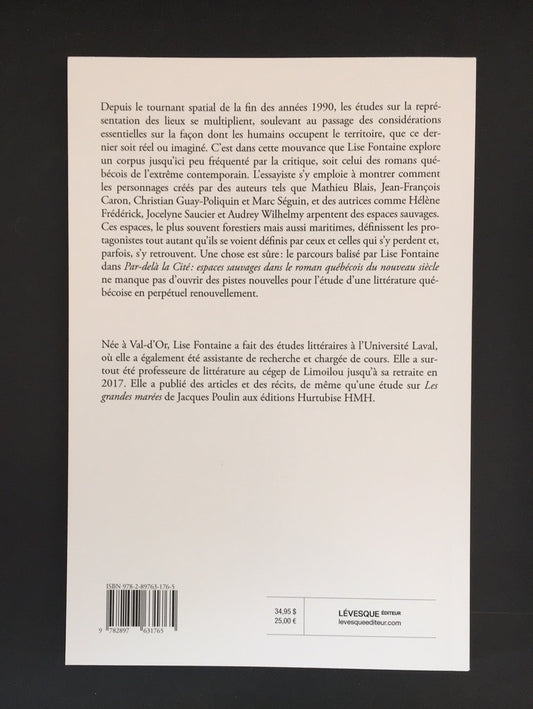 Depuis le tournant spatial de la fin des années 1990, les études sur la repré-
sentation des lieux se multiplient, soulevant au passage des considérations
essentielles sur la façon dont les humains occupent le territoire, que ce der-
nier soit réel ou imaginé. C'est dans cette mouvance que Lise Fontaine explore
un corpus jusqu'ici peu fréquenté par la critique, soit celui des romans qué-
bécois de l'extrême contemporain. L'essayiste s'y emploie à montrer comment
les personnages créés par des auteurs tels que Mathieu Blais, Jean-François
Caron, Christian Guay-Poliquin et Marc Séguin, et des autrices comme Hélène
Frédérick, Jocelyne Saucier et Audrey Wilhelmy arpentent des espaces sauvages.
Ces espaces, le plus souvent forestiers mais aussi maritimes, définissent les pro-
tagonistes tout autant qu'ils se voient définis par ceux et celles qui s'y perdent et,
parfois, s'y retrouvent. Une chose est sûre : le parcours balisé par Lise Fontaine
dans Par-delà la Cité : espaces sauvages dans le roman québécois du nouveau siècle
ne manque pas d'ouvrir des pistes nouvelles pour l'étude d'une littérature qué-
bécoise en perpétuel renouvellement.
Née à Val-d'Or, Lise Fontaine a fait des études littéraires à l'Université Laval,
où elle a également été assistante de recherche et chargée de cours. Elle a sur-
tout été professeure de littérature au cégep de Limoilou jusqu'à sa retraite en
2017. Elle a publié des articles et des récits, de même qu'une étude sur Les
grandes marées de Jacques Poulin aux éditions Hurtubise HMH.
ISBN 978-2-89763-176-5
9 782897 631765
34,95 $
25,00 €
LÉVESQUE ÉDITEUR
levesqueediteur.com